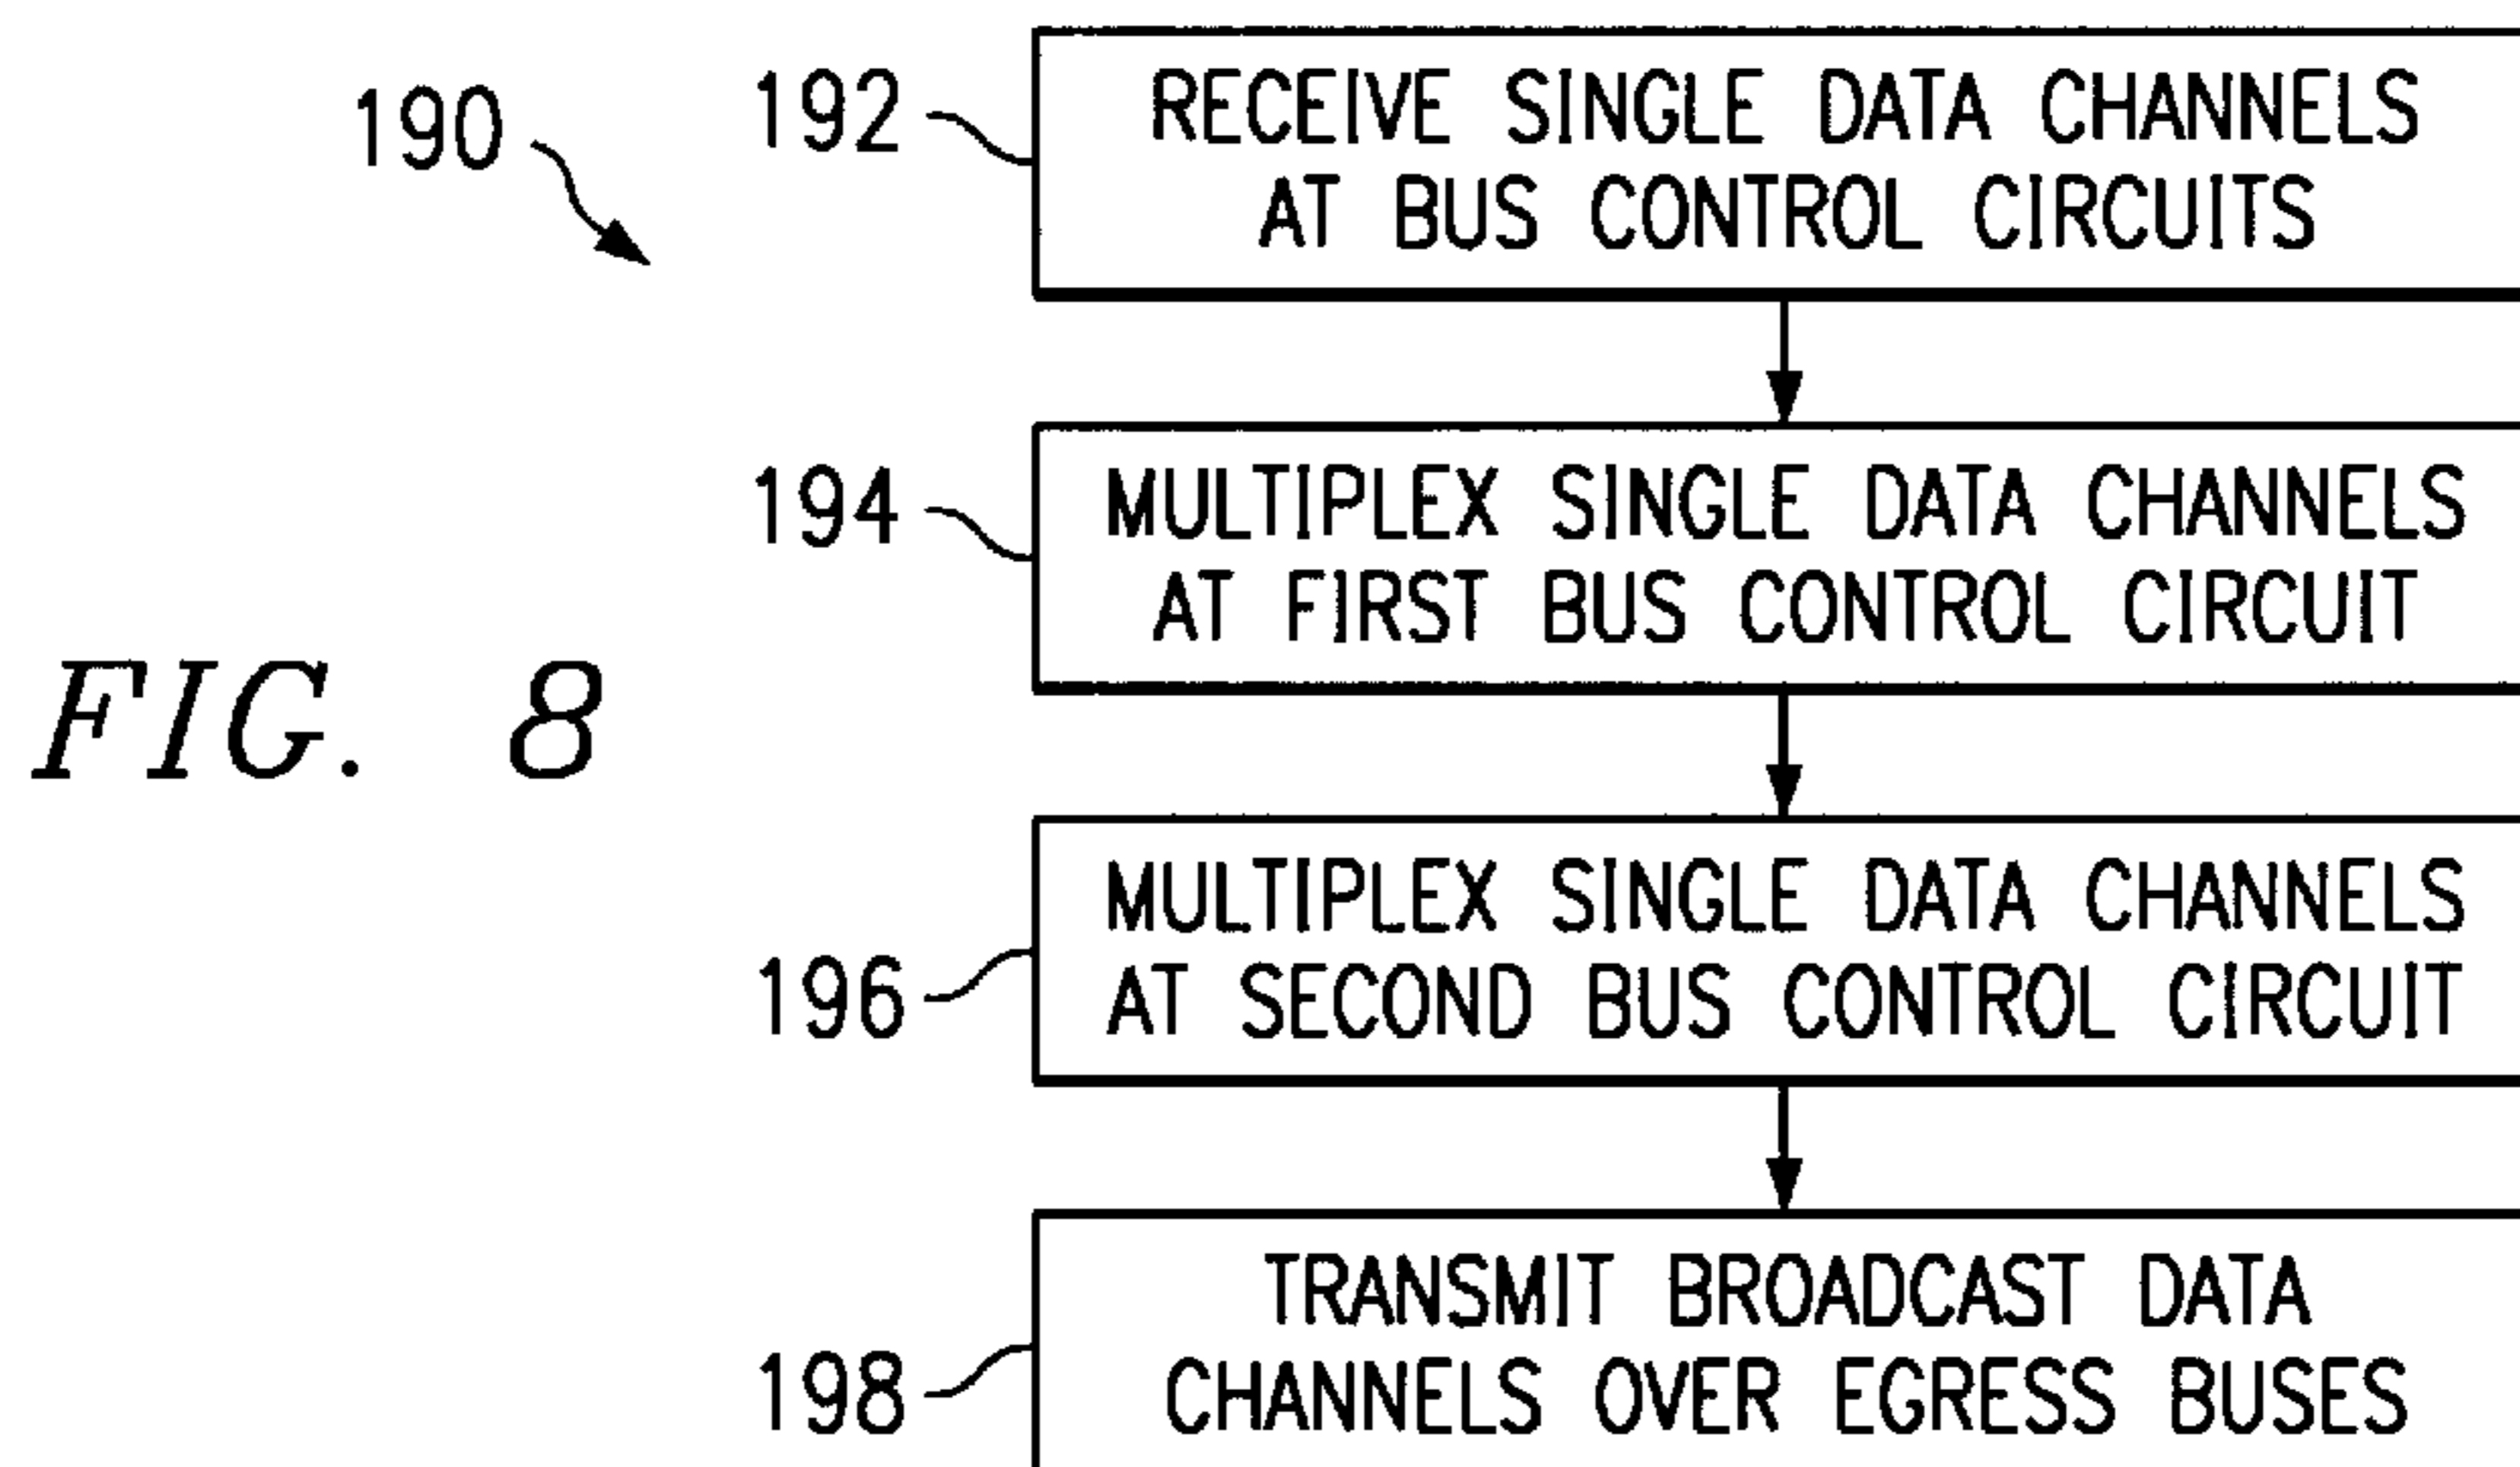 190
192
RECEIVE SINGLE DATA CHANNELS
AT BUS CONTROL CIRCUITS
194
MULTIPLEX SINGLE DATA CHANNELS
AT FIRST BUS CONTROL CIRCUIT
FIG. 8
196
MULTIPLEX SINGLE DATA CHANNELS
AT SECOND BUS CONTROL CIRCUIT
198
TRANSMIT BROADCAST DATA
CHANNELS OVER EGRESS BUSES